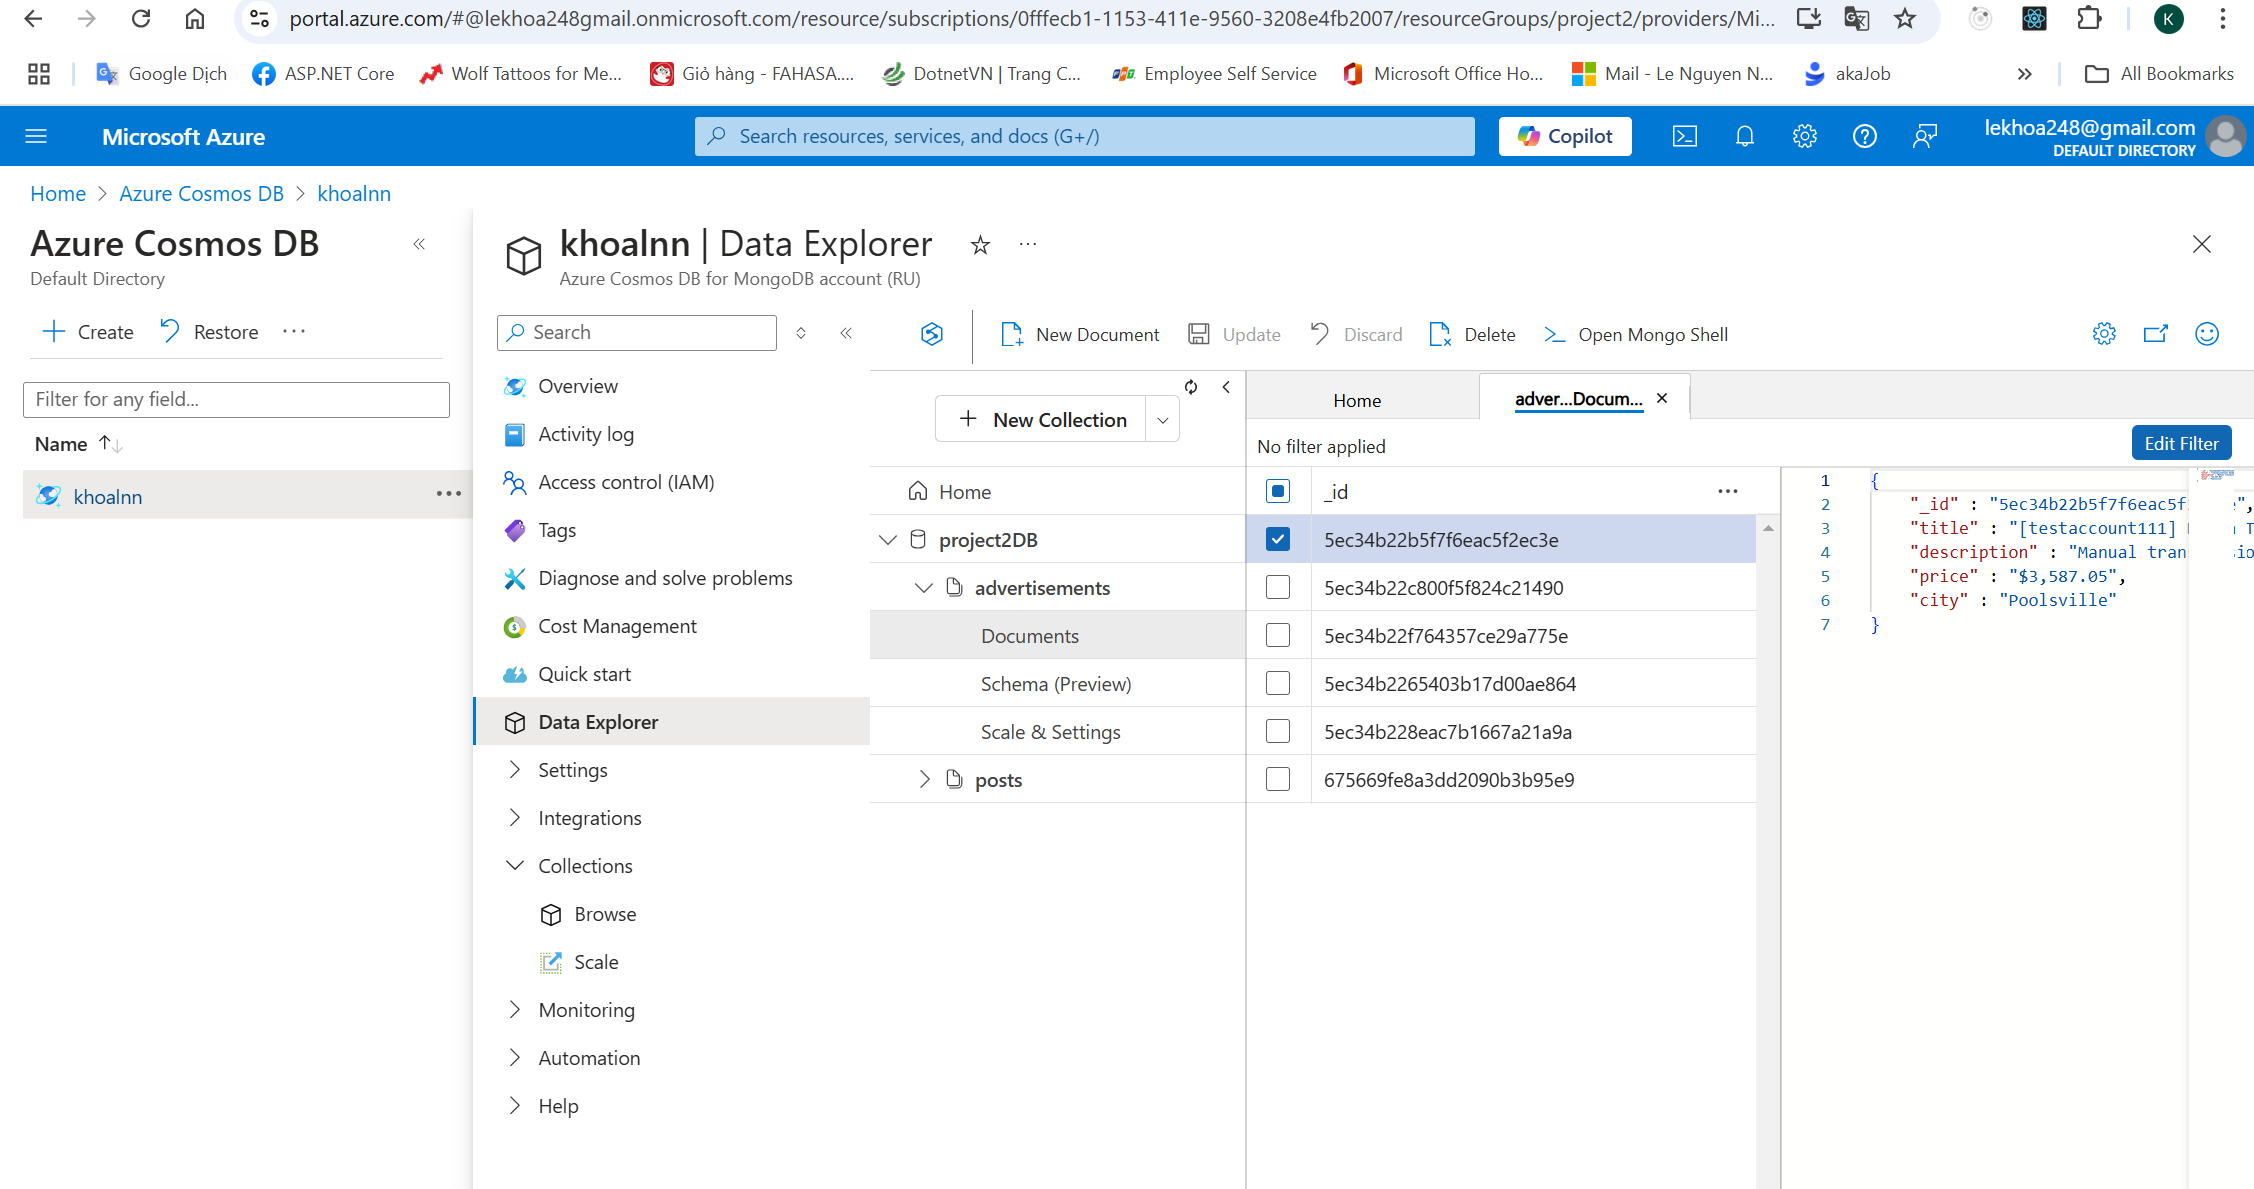 portal.azure.com/#@lekhoa248gmail.onmicrosoft.com/resource/subscriptions/0fffecb1-1153-411e-9560-3208e4fb2007/resourceGroups/project2/providers/Mi...
K
Google Dịch
ASP.NET Core
Wolf Tattoos for Me...
Giỏ hàng - FAHASA....
DotnetVN | Trang C...
Employee Self Service
Microsoft Office Ho...
Mail - Le Nguyen N...
akaJob
All Bookmarks
Microsoft Azure
Search resources, services, and docs (G+/)
Copilot
lekhoa248@gmail.com
DEFAULT DIRECTORY
Home > Azure Cosmos DB > khoalnn
Azure Cosmos DB
Default Directory
Create
Restore
Filter for any field...
Name
khoalnn
khoalnn | Data Explorer
Azure Cosmos DB for MongoDB account (RU)
Search
Overview
Activity log
Access control (IAM)
Tags
Diagnose and solve problems
Cost Management
Quick start
Data Explorer
Settings
Integrations
Collections
Browse
Scale
Monitoring
Automation
Help
New Document
Update
Discard
Delete
Open Mongo Shell
New Collection
Home
project2DB
advertisements
Documents
Schema (Preview)
Scale & Settings
posts
Home
adver...Docum...
No filter applied
Edit Filter
_id
5ec34b22b5f7f6eac5f2ec3e
5ec34b22c800f5f824c21490
5ec34b22f764357ce29a775e
5ec34b2265403b17d00ae864
5ec34b228eac7b1667a21a9a
675669fe8a3dd2090b3b95e9
1 {
2 "_id" : "5ec34b22b5f7f6eac5f ",
3 "title" : "[testaccount111] T
4 "description" : "Manual tran sio
5 "price" : "$3,587.05",
6 "city" : "Poolsville"
7 }